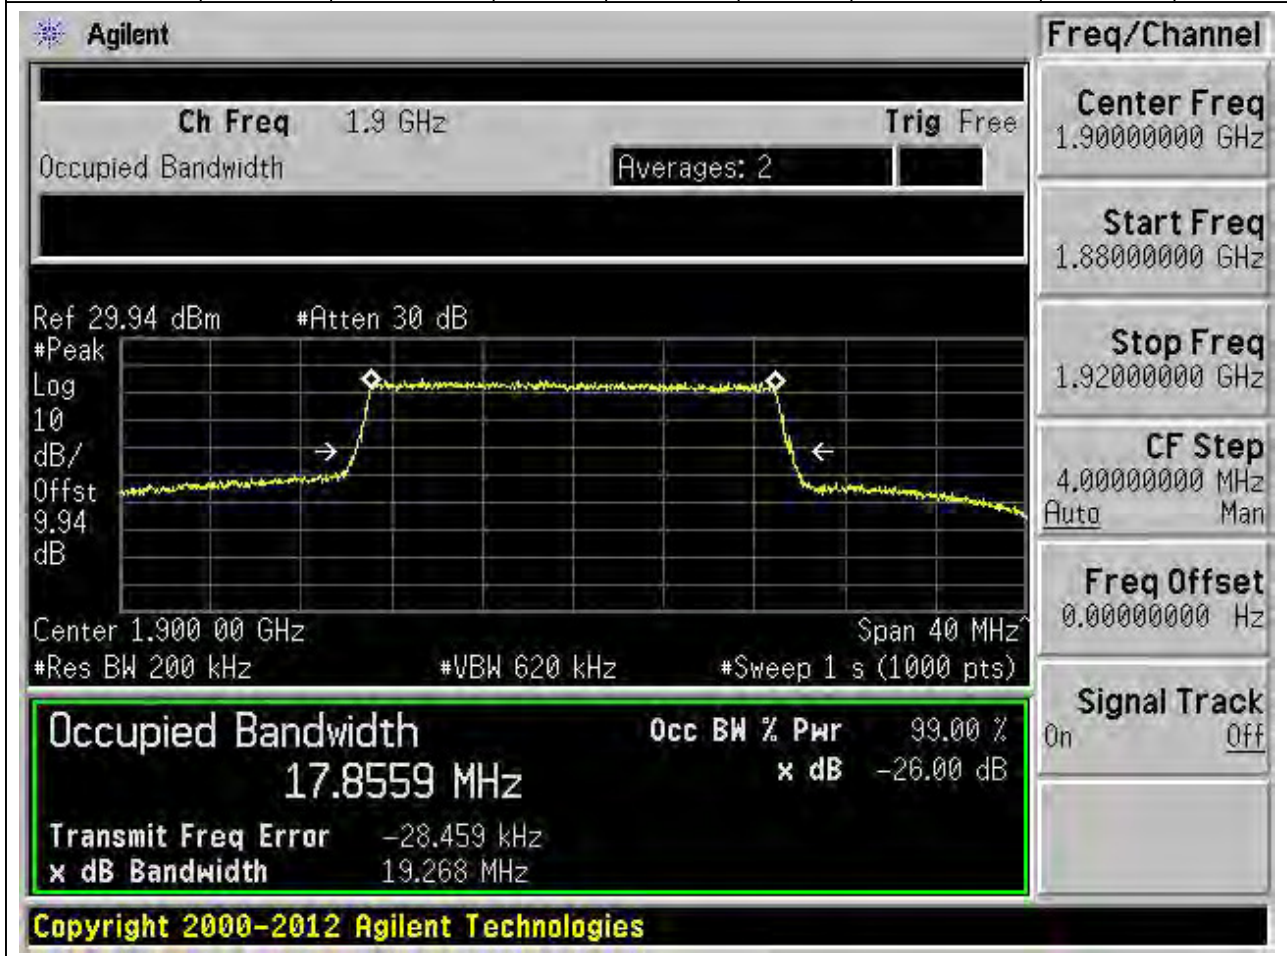 Agilent
Freq/Channel
Ch Freq 1.9 GHz Trig Free
Occupied Bandwidth Averages: 2
Center Freq
1.90000000 GHz
Start Freq
1.88000000 GHz
Stop Freq
1.92000000 GHz
CF Step
4.00000000 MHz
Auto Man
Freq Offset
0.00000000 Hz
Signal Track
On Off
Ref 29.94 dBm #Atten 30 dB
#Peak
Log
10
dB/
Offst
9.94
dB
Center 1.900 00 GHz Span 40 MHz^
#Res BW 200 kHz #VBW 620 kHz #Sweep 1 s (1000 pts)
Occupied Bandwidth Occ BW % Pwr 99.00 %
17.8559 MHz x dB -26.00 dB
Transmit Freq Error -28.459 kHz
x dB Bandwidth 19.268 MHz
Copyright 2000-2012 Agilent Technologies